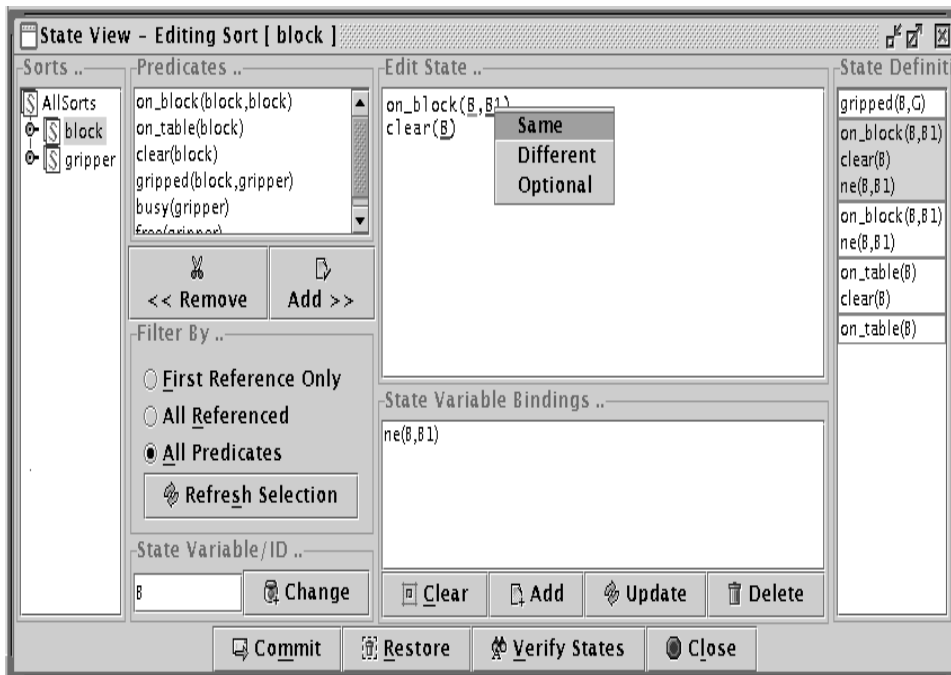 State View - Editing Sort [ block ]
Sorts ..
AllSorts
block
gripper
Predicates ..
on_block(block,block)
on_table(block)
clear(block)
gripped(block,gripper)
busy(gripper)
free(gripper)
<< Remove
Add >>
Filter By ..
First Reference Only
All Referenced
All Predicates
Refresh Selection
State Variable/ID ..
B
Change
Edit State ..
on_block(B,B1)
clear(B)
Same
Different
Optional
State Variable Bindings ..
ne(B,B1)
Clear
Add
Update
Delete
State Definit
gripped(B,G)
on_block(B,B1)
clear(B)
ne(B,B1)
on_block(B,B1)
ne(B,B1)
on_table(B)
clear(B)
on_table(B)
Commit
Restore
Verify States
Close